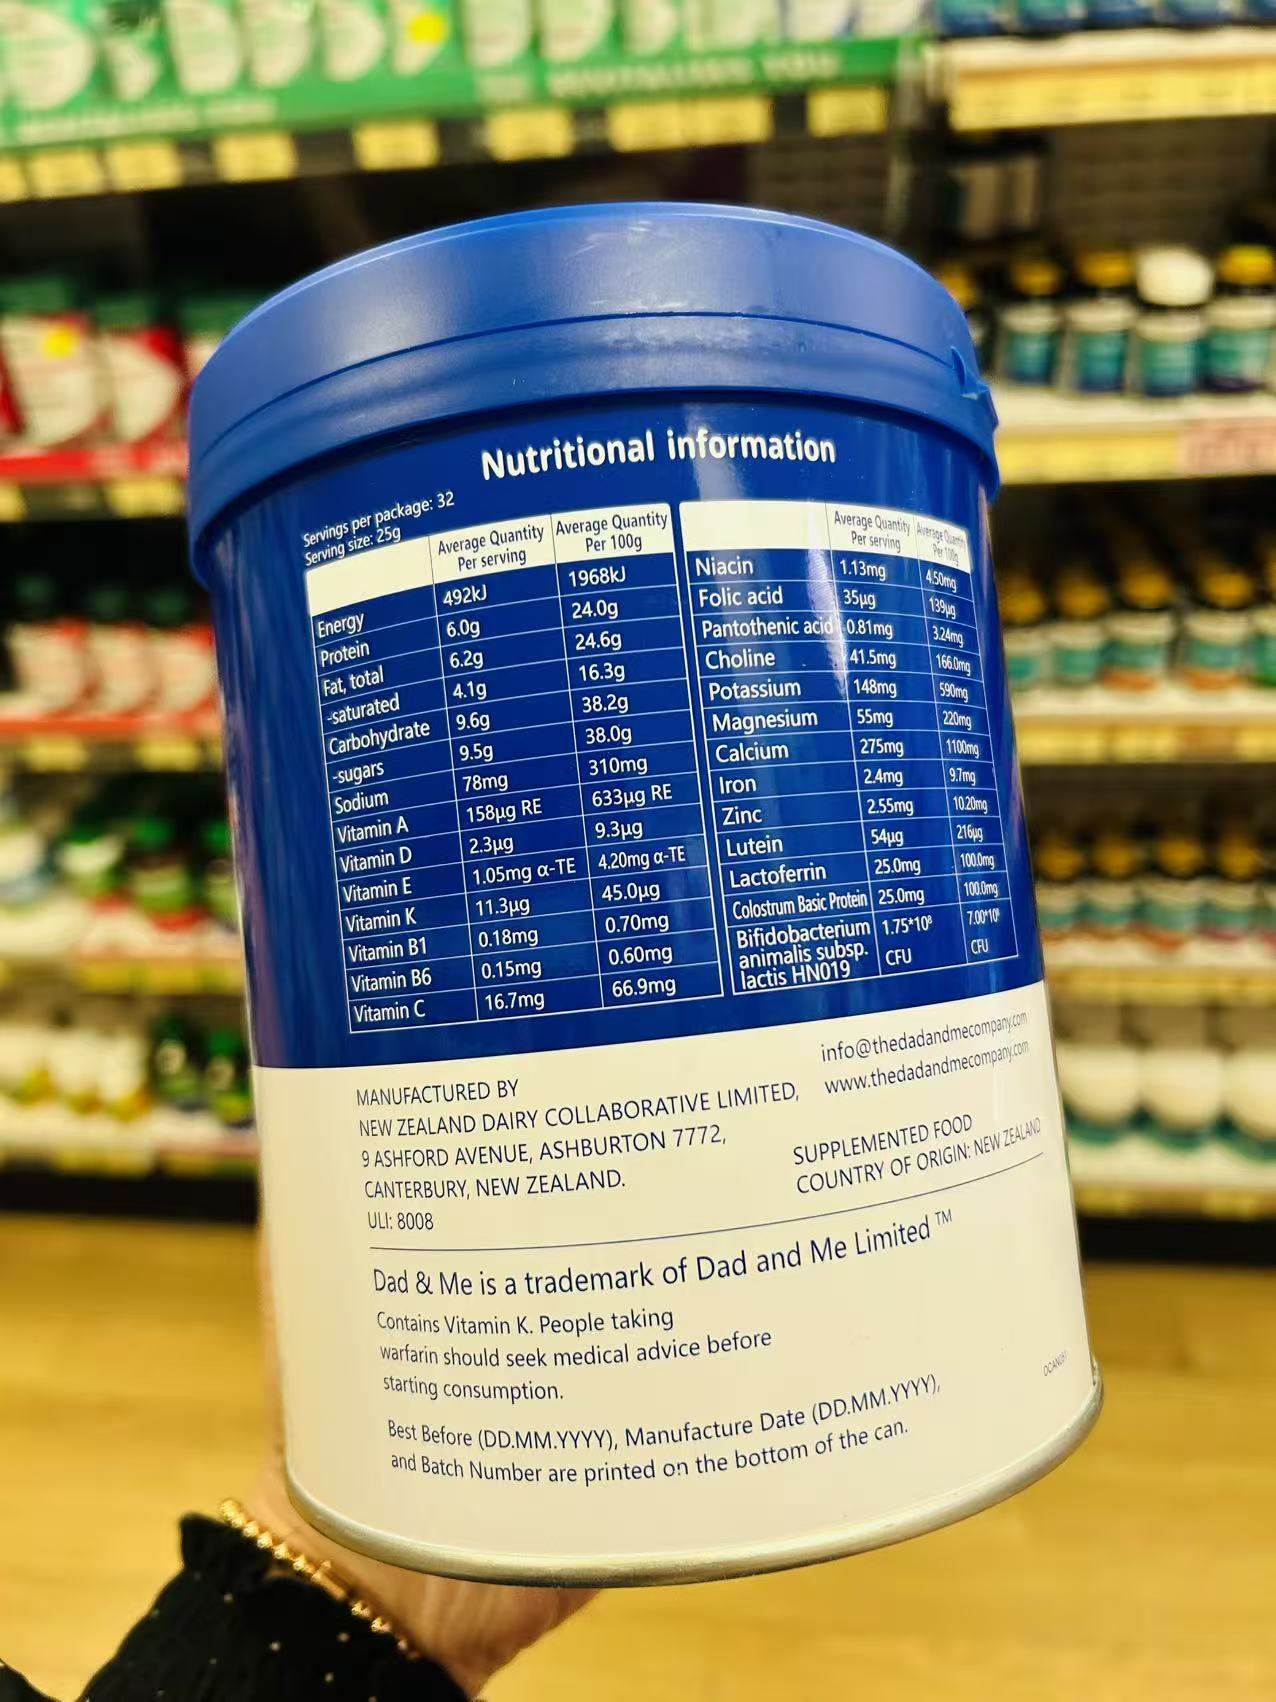 Nutritional information
Servings per package: 32
Serving size: 25g
Average Quantity Per serving Average Quantity Per 100g
Energy 492kJ 1968kJ
Protein 6.0g 24.0g
Fat, total 6.2g 24.6g
-saturated 4.1g 16.3g
Carbohydrate 9.6g 38.2g
-sugars 9.5g 38.0g
Sodium 78mg 310mg
Vitamin A 158µg RE 633µg RE
Vitamin D 2.3µg 9.3µg
Vitamin E 1.05mg α-TE 4.20mg α-TE
Vitamin K 11.3µg 45.0µg
Vitamin B1 0.18mg 0.70mg
Vitamin B6 0.15mg 0.60mg
Vitamin C 16.7mg 66.9mg
Average Quantity Per serving Average Quantity Per 100g
Niacin 1.13mg 4.50mg
Folic acid 35µg 139µg
Pantothenic acid 0.81mg 3.24mg
Choline 41.5mg 166.0mg
Potassium 148mg 590mg
Magnesium 55mg 220mg
Calcium 275mg 1100mg
Iron 2.4mg 9.7mg
Zinc 2.55mg 10.20mg
Lutein 54µg 216µg
Lactoferrin 25.0mg 100.0mg
Colostrum Basic Protein 25.0mg 100.0mg
Bifidobacterium 1.75*10⁸ 7.00*10⁸
animalis subsp. CFU CFU
lactis HN019
MANUFACTURED BY
NEW ZEALAND DAIRY COLLABORATIVE LIMITED,
9 ASHFORD AVENUE, ASHBURTON 7772,
CANTERBURY, NEW ZEALAND.
ULI: 8008
info@thedadandmecompany.com
www.thedadandmecompany.com
SUPPLEMENTED FOOD
COUNTRY OF ORIGIN: NEW ZEALAND
Dad & Me is a trademark of Dad and Me Limited ™
Contains Vitamin K. People taking
warfarin should seek medical advice before
starting consumption.
Best Before (DD.MM.YYYY), Manufacture Date (DD.MM.YYYY),
and Batch Number are printed on the bottom of the can.